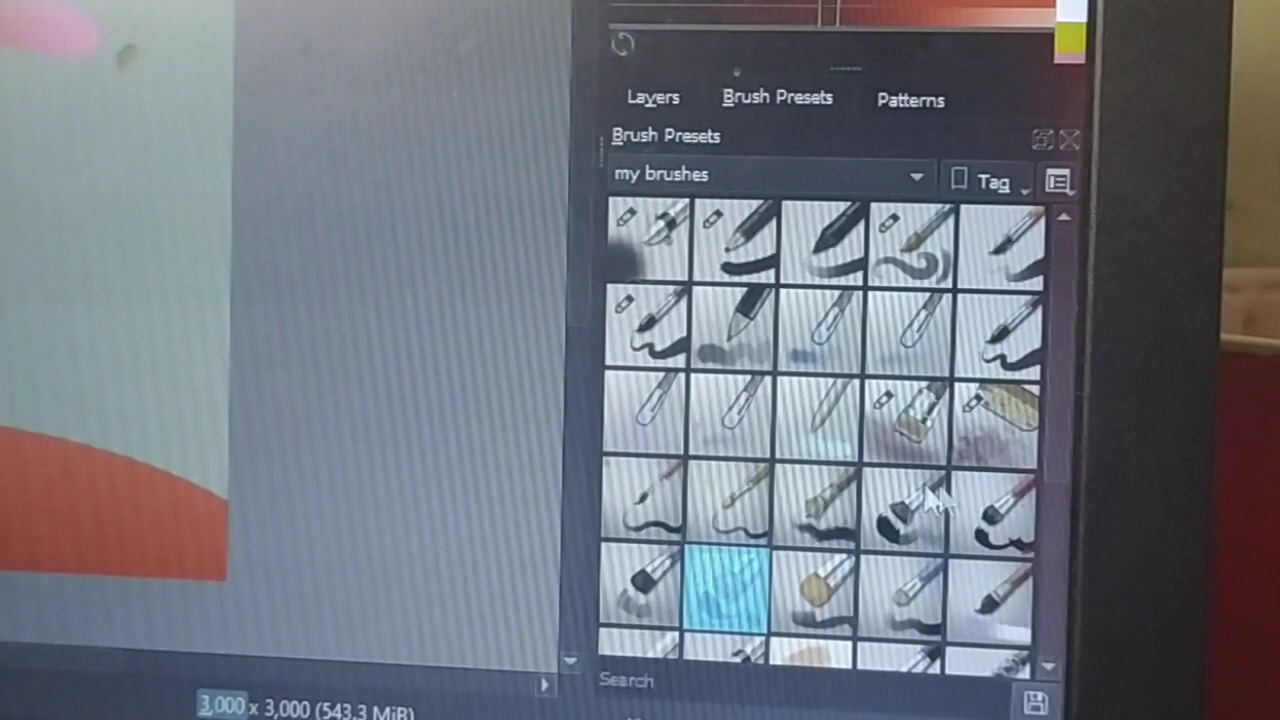 Layers Brush Presets Patterns
Brush Presets
my brushes Tag
Search
3,000 x 3,000 (543.3 MiB)